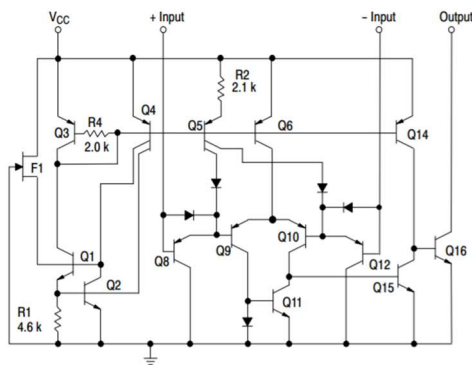 VCC
+ Input
– Input
Output
R2
2.1 k
Q3
R4
2.0 k
Q4
Q5
Q6
Q14
F1
Q1
Q2
Q8
Q9
Q10
Q11
Q12
Q15
Q16
R1
4.6 k